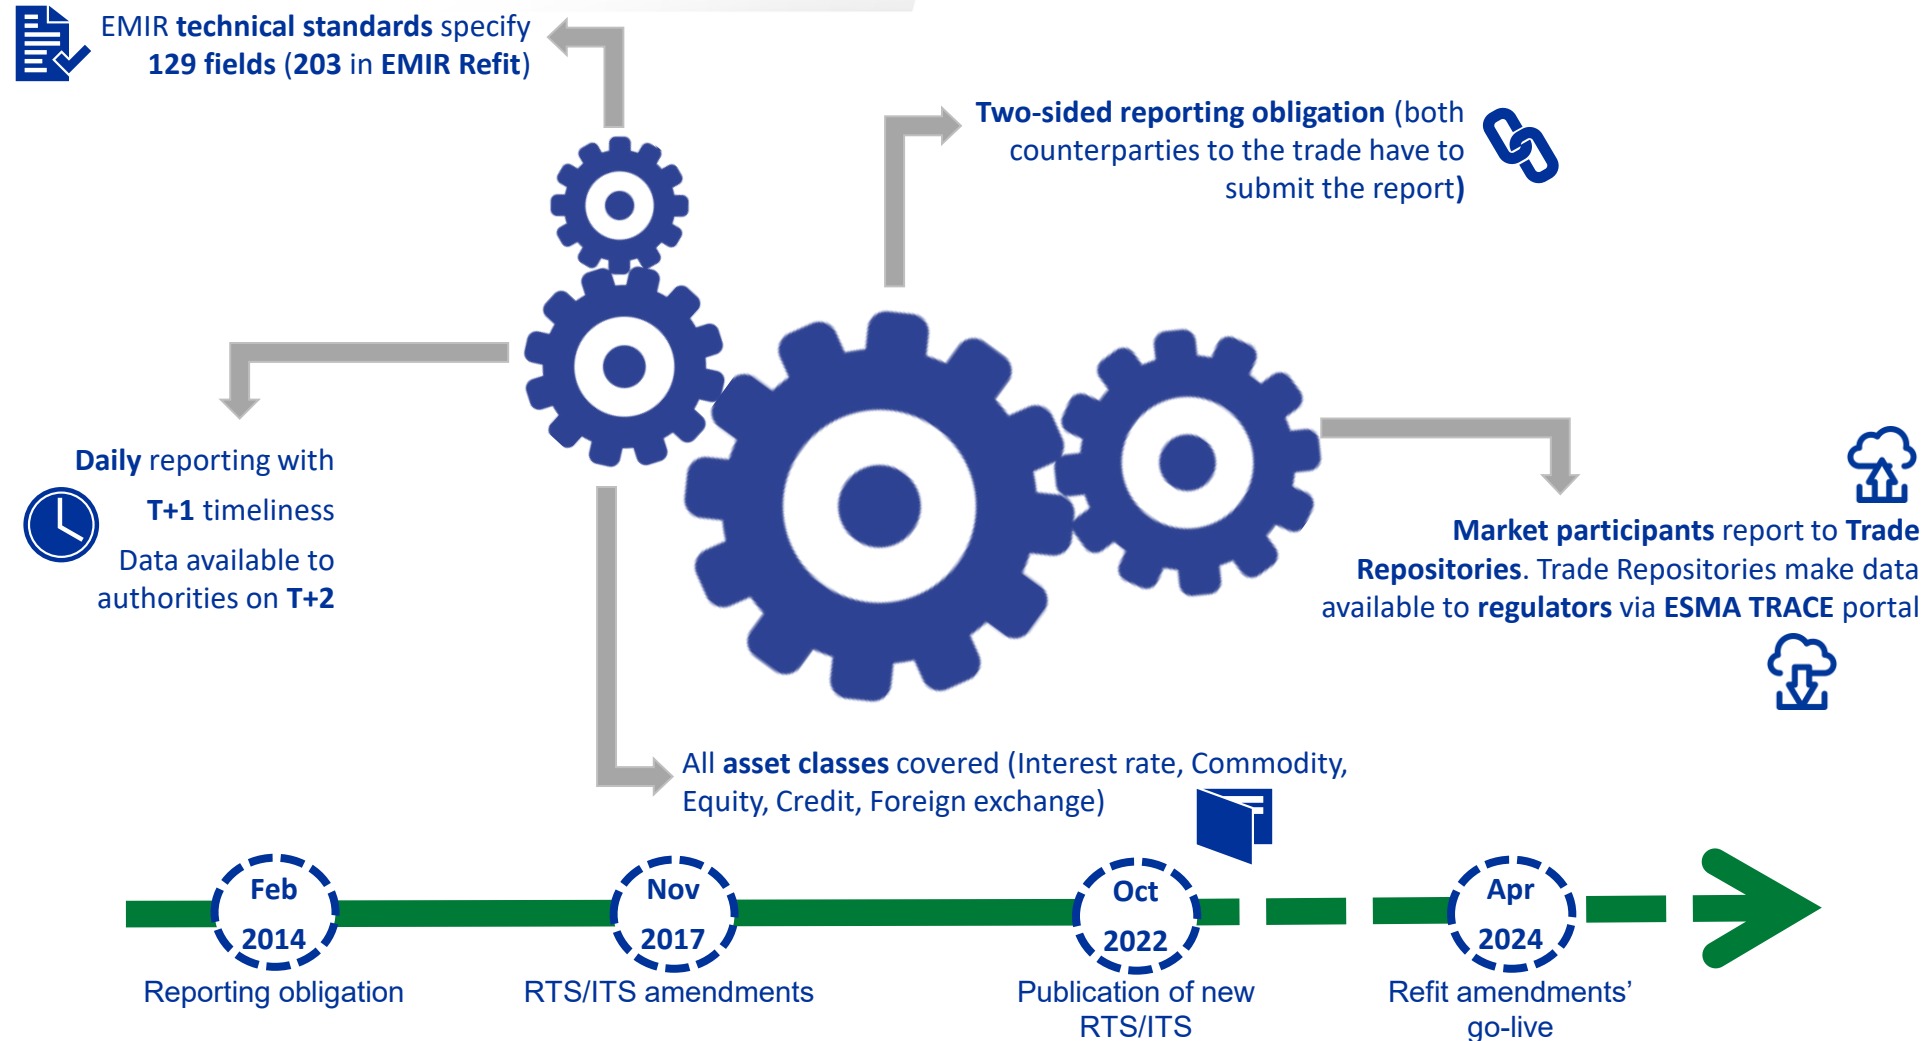 EMIR technical standards specify
129 fields (203 in EMIR Refit)
Two-sided reporting obligation (both
counterparties to the trade have to
submit the report)
Daily reporting with
T+1 timeliness
Data available to
authorities on T+2
Market participants report to Trade
Repositories. Trade Repositories make data
available to regulators via ESMA TRACE portal
All asset classes covered (Interest rate, Commodity,
Equity, Credit, Foreign exchange)
Feb
2014
Reporting obligation
Nov
2017
RTS/ITS amendments
Oct
2022
Publication of new
RTS/ITS
Apr
2024
Refit amendments’
go-live